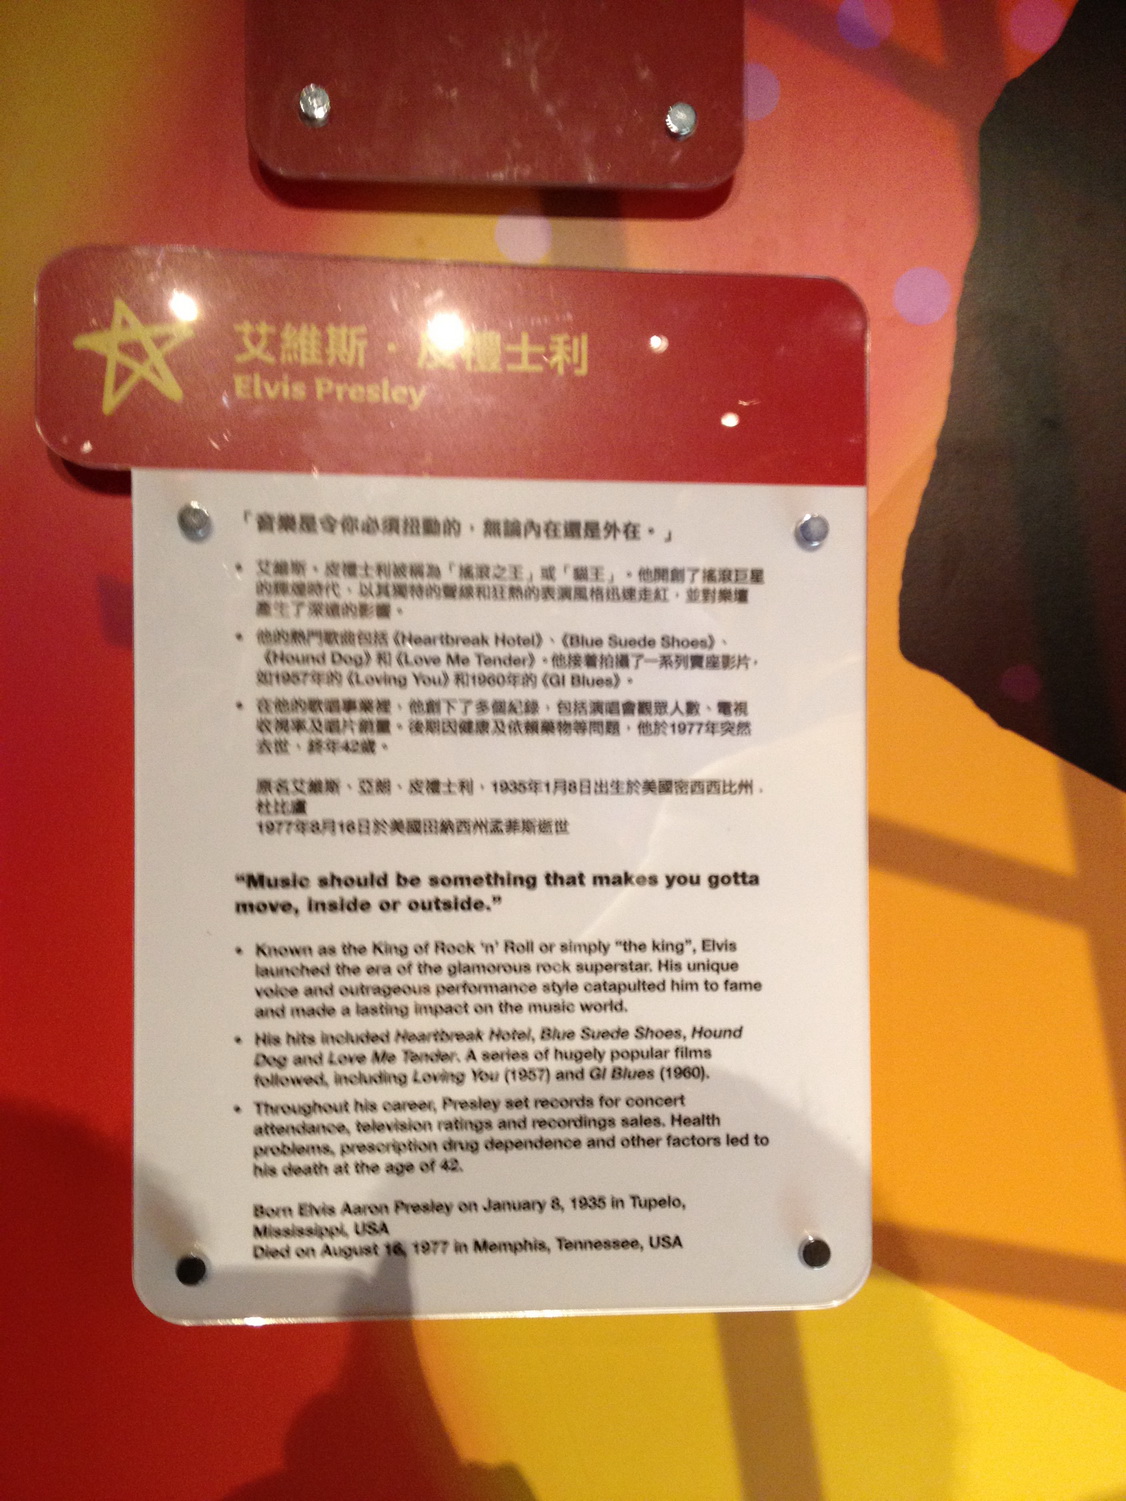 艾維斯·皮禮士利
Elvis Presley
「音樂是令你必須扭動的，無論內在還是外在。」
• 艾維斯．皮禮士利被稱為「搖滾之王」或「貓王」。他開創了搖滾巨星
的輝煌時代，以其獨特的聲線和狂熱的表演風格迅速走紅，並對樂壇
產生了深遠的影響。
• 他的熱門歌曲包括《Heartbreak Hotel》、《Blue Suede Shoes》、
《Hound Dog》和《Love Me Tender》。他接着拍攝了一系列賣座影片，
如1957年的《Loving You》和1960年的《GI Blues》。
• 在他的歌唱事業裡，他創下了多個紀錄，包括演唱會觀眾人數、電視
收視率及唱片銷量。後期因健康及依賴藥物等問題，他於1977年突然
去世，終年42歲。
原名艾維斯．亞朗．皮禮士利，1935年1月8日出生於美國密西西比州．
杜比盧
1977年8月16日於美國田納西州孟菲斯逝世
“Music should be something that makes you gotta
move, inside or outside.”
• Known as the King of Rock ‘n’ Roll or simply “the king”, Elvis
launched the era of the glamorous rock superstar. His unique
voice and outrageous performance style catapulted him to fame
and made a lasting impact on the music world.
• His hits included Heartbreak Hotel, Blue Suede Shoes, Hound
Dog and Love Me Tender. A series of hugely popular films
followed, including Loving You (1957) and GI Blues (1960).
• Throughout his career, Presley set records for concert
attendance, television ratings and recordings sales. Health
problems, prescription drug dependence and other factors led to
his death at the age of 42.
Born Elvis Aaron Presley on January 8, 1935 in Tupelo,
Mississippi, USA
Died on August 16, 1977 in Memphis, Tennessee, USA